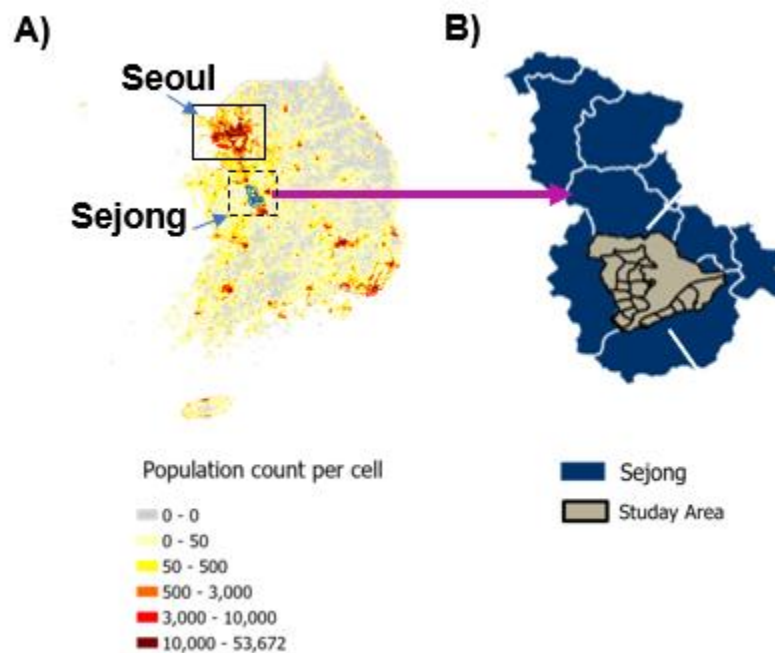 A)
B)
Seoul
Sejong
Population count per cell
0 - 0
0 - 50
50 - 500
500 - 3,000
3,000 - 10,000
10,000 - 53,672
Sejong
Studay Area